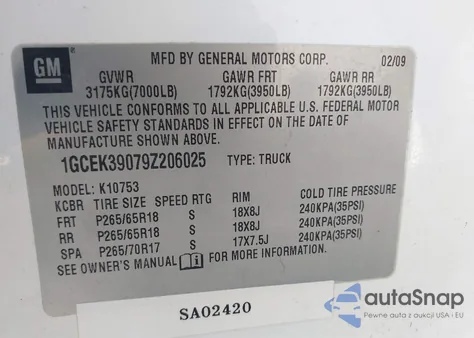 GM
MFD BY GENERAL MOTORS CORP. 02/09
GVWR GAWR FRT GAWR RR
3175KG(7000LB) 1792KG(3950LB) 1792KG(3950LB)
THIS VEHICLE CONFORMS TO ALL APPLICABLE U.S. FEDERAL MOTOR
VEHICLE SAFETY STANDARDS IN EFFECT ON THE DATE OF
MANUFACTURE SHOWN ABOVE.
1GCEK39079Z206025 TYPE: TRUCK
MODEL: K10753
KCBR TIRE SIZE SPEED RTG RIM COLD TIRE PRESSURE
FRT P265/65R18 S 18X8J 240KPA(35PSI)
RR P265/65R18 S 18X8J 240KPA(35PSI)
SPA P265/70R17 S 17X7.5J 240KPA(35PSI)
SEE OWNER'S MANUAL FOR MORE INFORMATION.
SA02420
autoSnap
Pewne auta z aukcji USA i EU